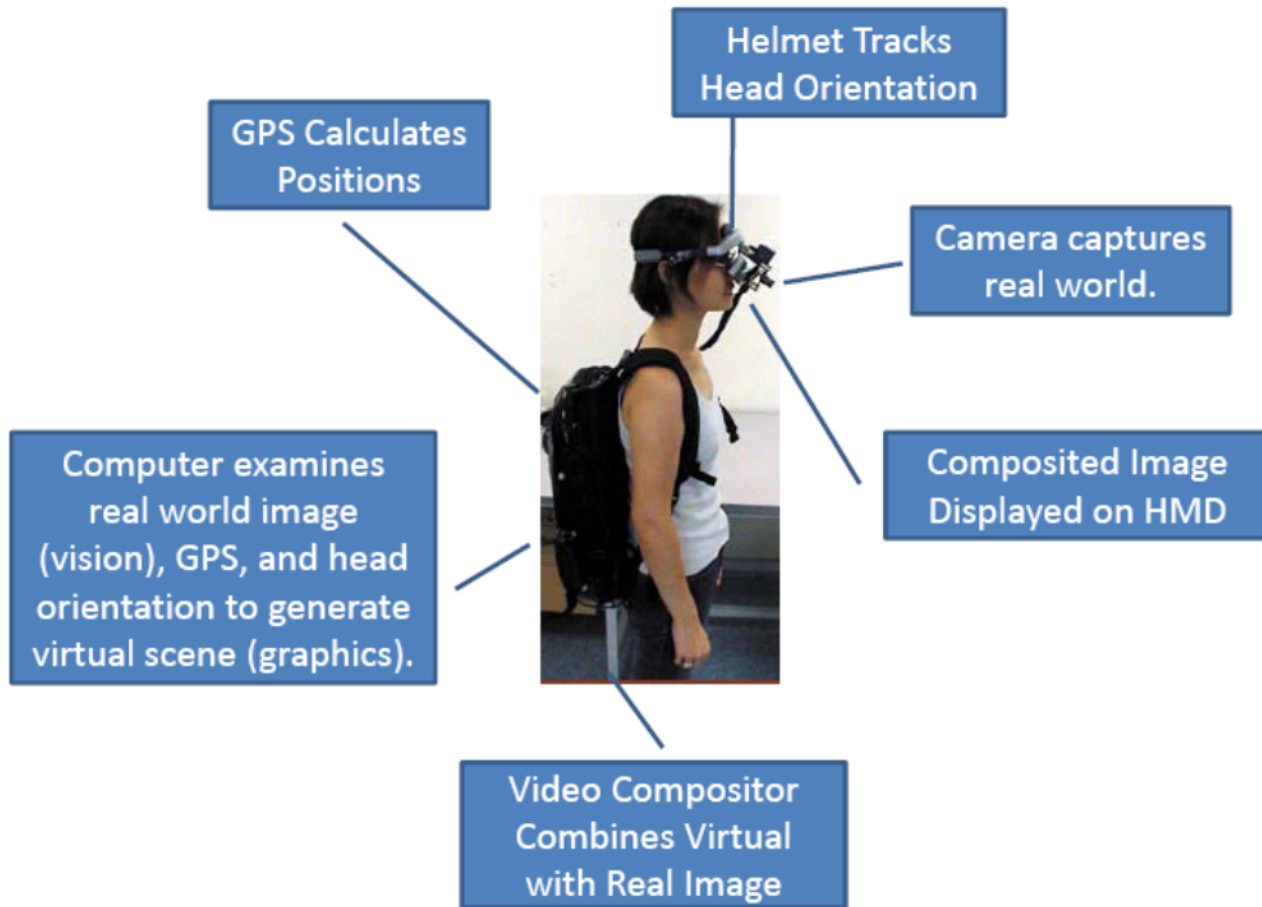 Helmet Tracks
Head Orientation
GPS Calculates
Positions
Camera captures
real world.
Computer examines
real world image
(vision), GPS, and head
orientation to generate
virtual scene (graphics).
Composited Image
Displayed on HMD
Video Compositor
Combines Virtual
with Real Image